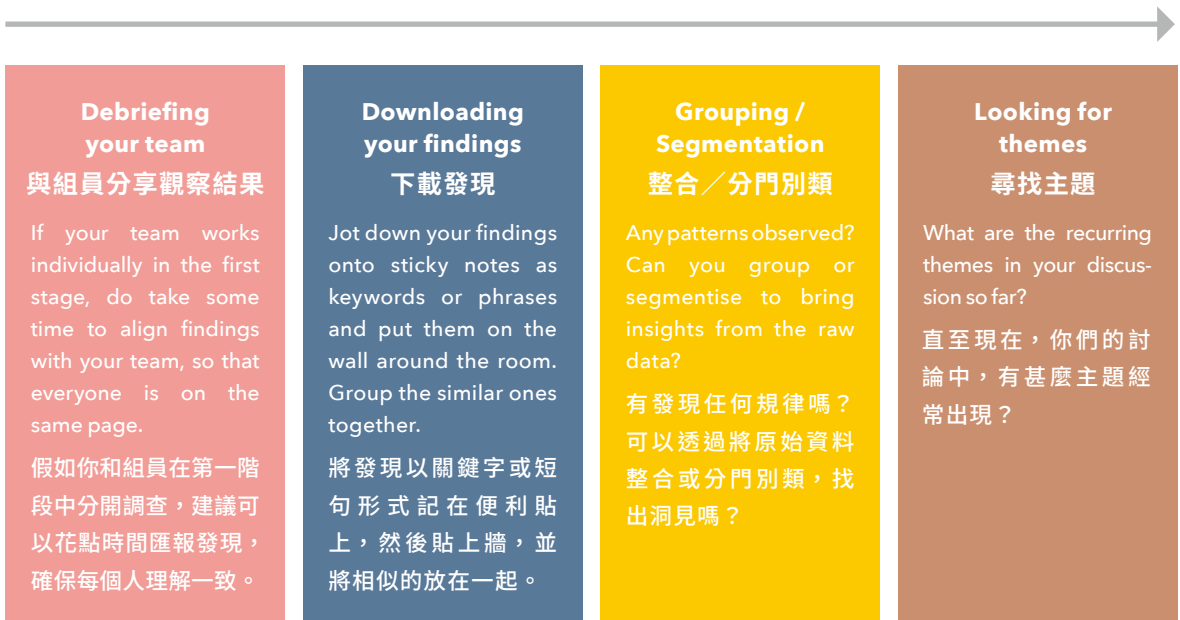 Debriefing
your team
與組員分享觀察結果
If your team works
individually in the first
stage, do take some
time to align findings
with your team, so that
everyone is on the
same page.
假如你和組員在第一階
段中分開調查，建議可
以花點時間匯報發現，
確保每個人理解一致。
Downloading
your findings
下載發現
Jot down your findings
onto sticky notes as
keywords or phrases
and put them on the
wall around the room.
Group the similar ones
together.
將發現以關鍵字或短
句形式記在便利貼
上，然後貼上牆，並
將相似的放在一起。
Grouping /
Segmentation
整合／分門別類
Any patterns observed?
Can you group or
segmentise to bring
insights from the raw
data?
有發現任何規律嗎？
可以透過將原始資料
整合或分門別類，找
出洞見嗎？
Looking for
themes
尋找主題
What are the recurring
themes in your discus-
sion so far?
直至現在，你們的討
論中，有甚麼主題經
常出現？